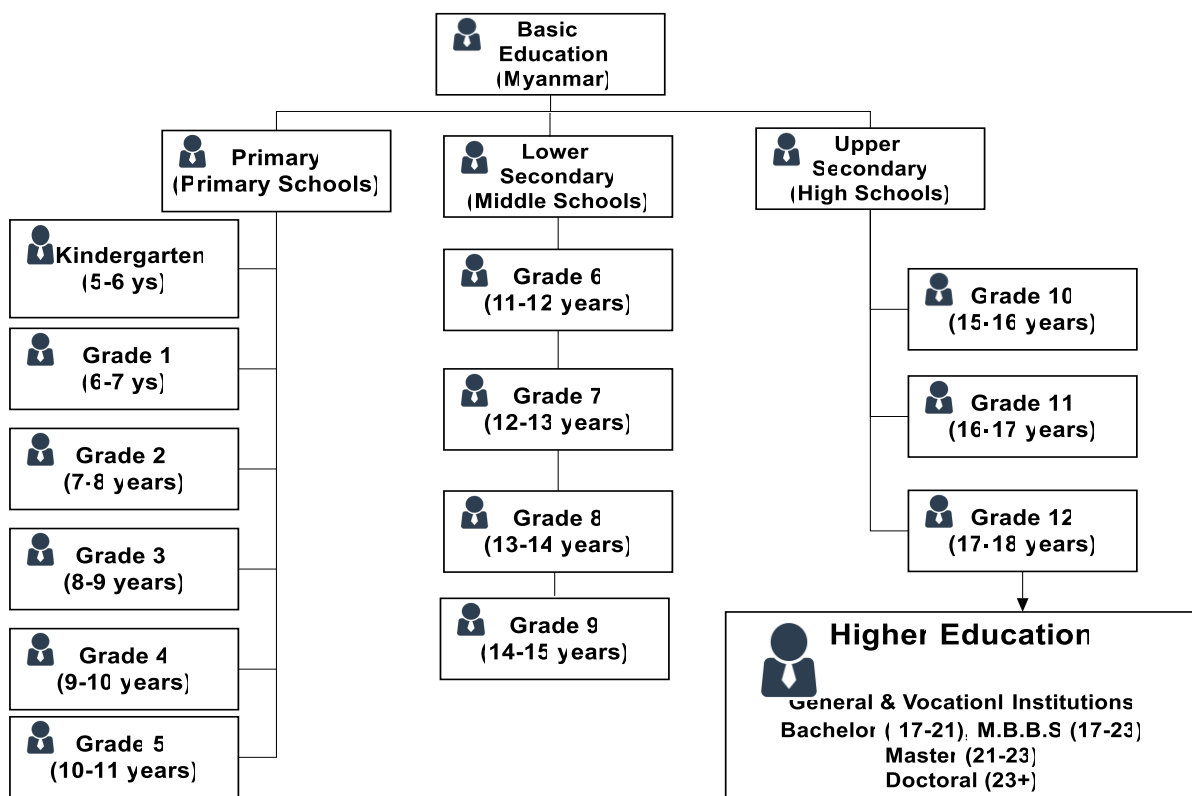 Basic
Education
(Myanmar)
Primary
(Primary Schools)
Kindergarten
(5-6 ys)
Grade 1
(6-7 ys)
Grade 2
(7-8 years)
Grade 3
(8-9 years)
Grade 4
(9-10 years)
Grade 5
(10-11 years)
Lower
Secondary
(Middle Schools)
Grade 6
(11-12 years)
Grade 7
(12-13 years)
Grade 8
(13-14 years)
Grade 9
(14-15 years)
Upper
Secondary
(High Schools)
Grade 10
(15-16 years)
Grade 11
(16-17 years)
Grade 12
(17-18 years)
Higher Education
General & Vocationl Institutions
Bachelor ( 17-21), M.B.B.S (17-23)
Master (21-23)
Doctoral (23+)